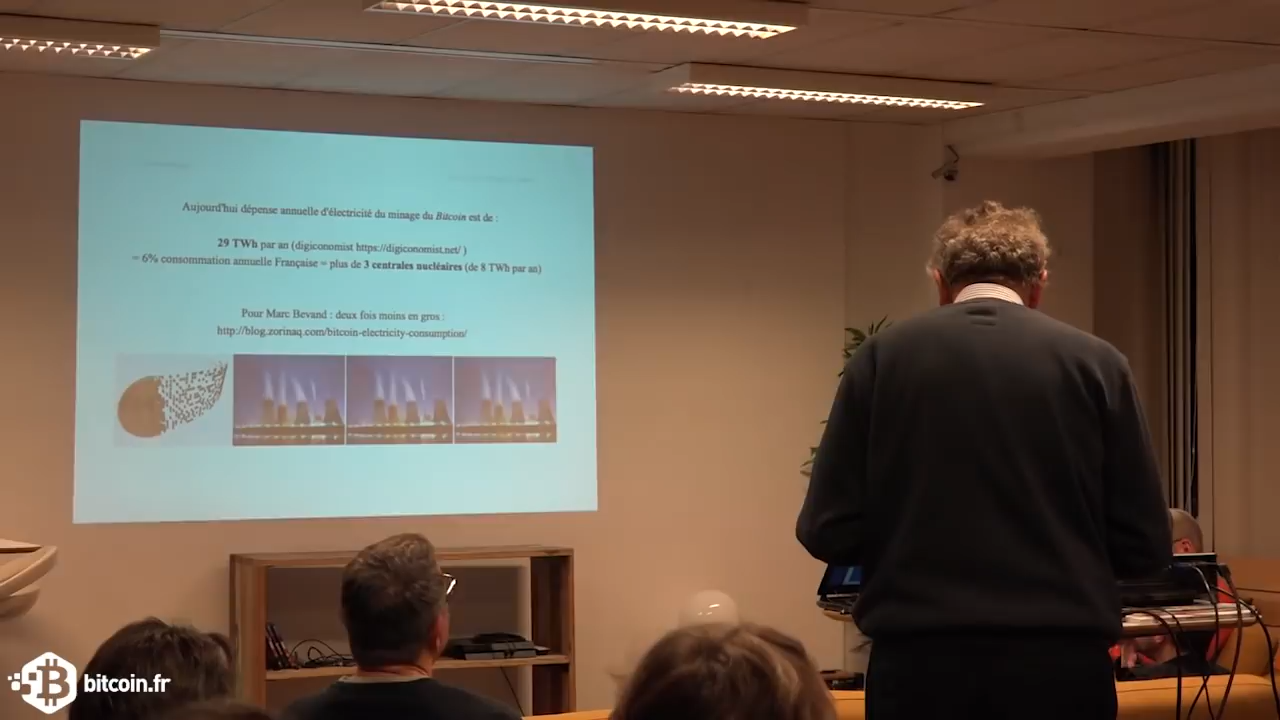 Aujourd'hui dépense annuelle d'électricité du minage du Bitcoin est de :
29 TWh par an (digiconomist https://digiconomist.net/ )
= 6% consommation annuelle Française = plus de 3 centrales nucléaires (de 8 TWh par an)
Pour Marc Bevand : deux fois moins en gros :
http://blog.zorinaq.com/bitcoin-electricity-consumption/
bitcoin.fr